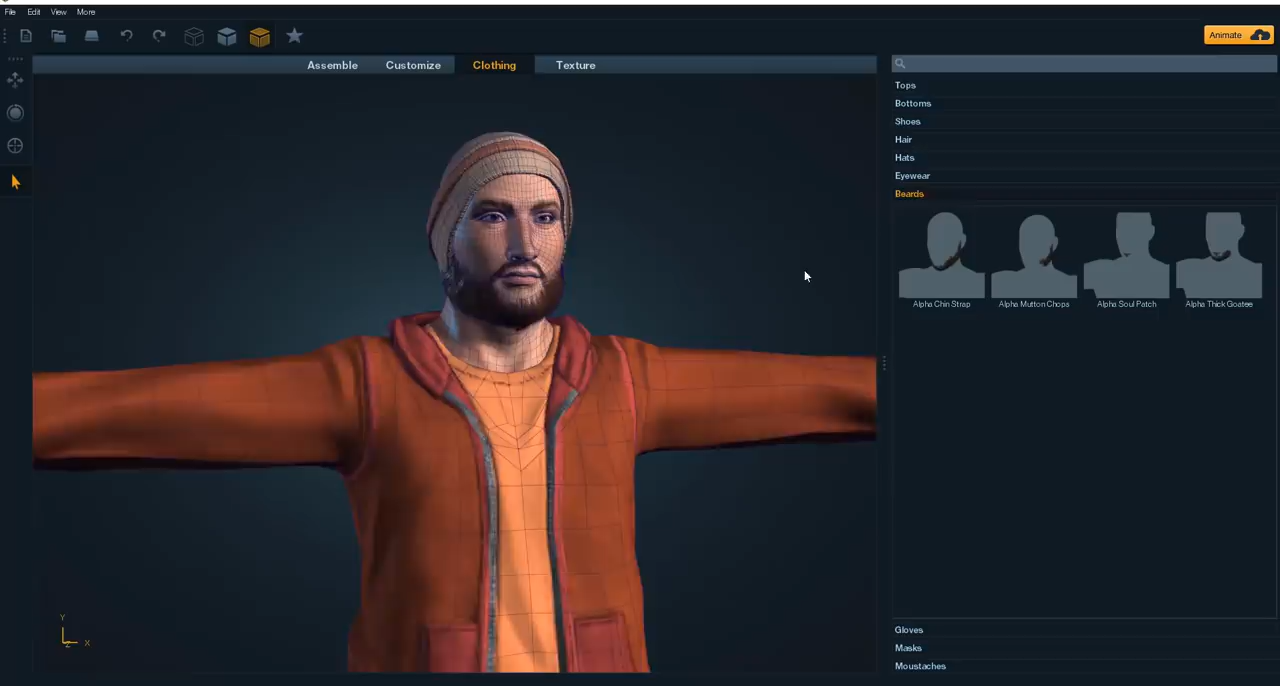 File Edit View More
Animate
Assemble Customize Clothing Texture
Tops
Bottoms
Shoes
Hair
Hats
Eyewear
Beards
Alpha Chin Strap Alpha Mutton Chops Alpha Soul Patch Alpha Thick Goatee
Gloves
Masks
Moustaches
Y
Z X